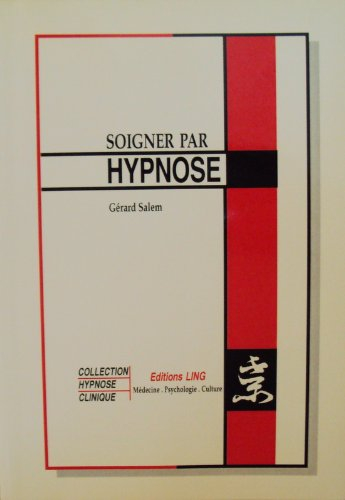 SOIGNER PAR
HYPNOSE
Gérard Salem
COLLECTION
HYPNOSE
CLINIQUE
Editions LING
Médecine . Psychologie . Culture